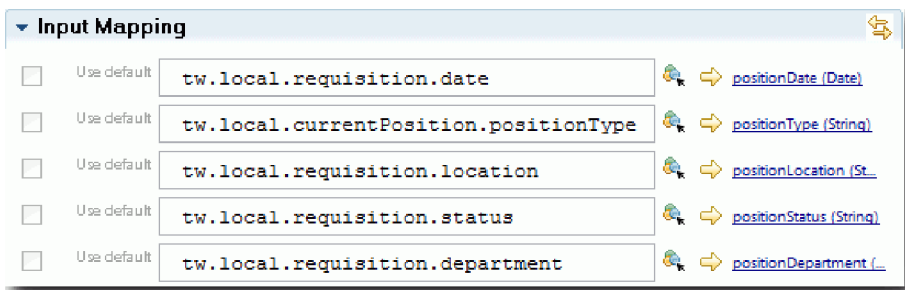 Input Mapping
Use default tw.local.requisition.date positionDate (Date)
Use default tw.local.currentPosition.positionType positionType (String)
Use default tw.local.requisition.location positionLocation (St...
Use default tw.local.requisition.status positionStatus (String)
Use default tw.local.requisition.department positionDepartment (...